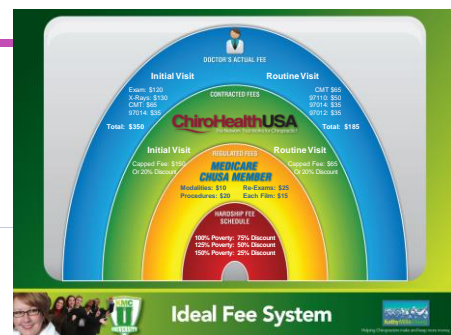 DOCTOR'S ACTUAL FEE
Initial Visit
Exam: $120
X-Rays: $130
CMT: $65
97014: $35
Total: $350
Routine Visit
CMT $65
97110: $50
97014: $35
97012: $35
Total: $185
CONTRACTED FEES
ChiroHealthUSA
Initial Visit
Capped Fee: $150
Or 20% Discount
Routine Visit
Capped Fee: $65
Or 20% Discount
REGULATED FEES
MEDICARE
CHUSA MEMBER
Modalities: $10 Re-Exams: $25
Procedures: $20 Each Film: $15
HARDSHIP FEE
SCHEDULE
100% Poverty: 75% Discount
125% Poverty: 50% Discount
150% Poverty: 25% Discount
KMC
UNIVERSITY
Ideal Fee System